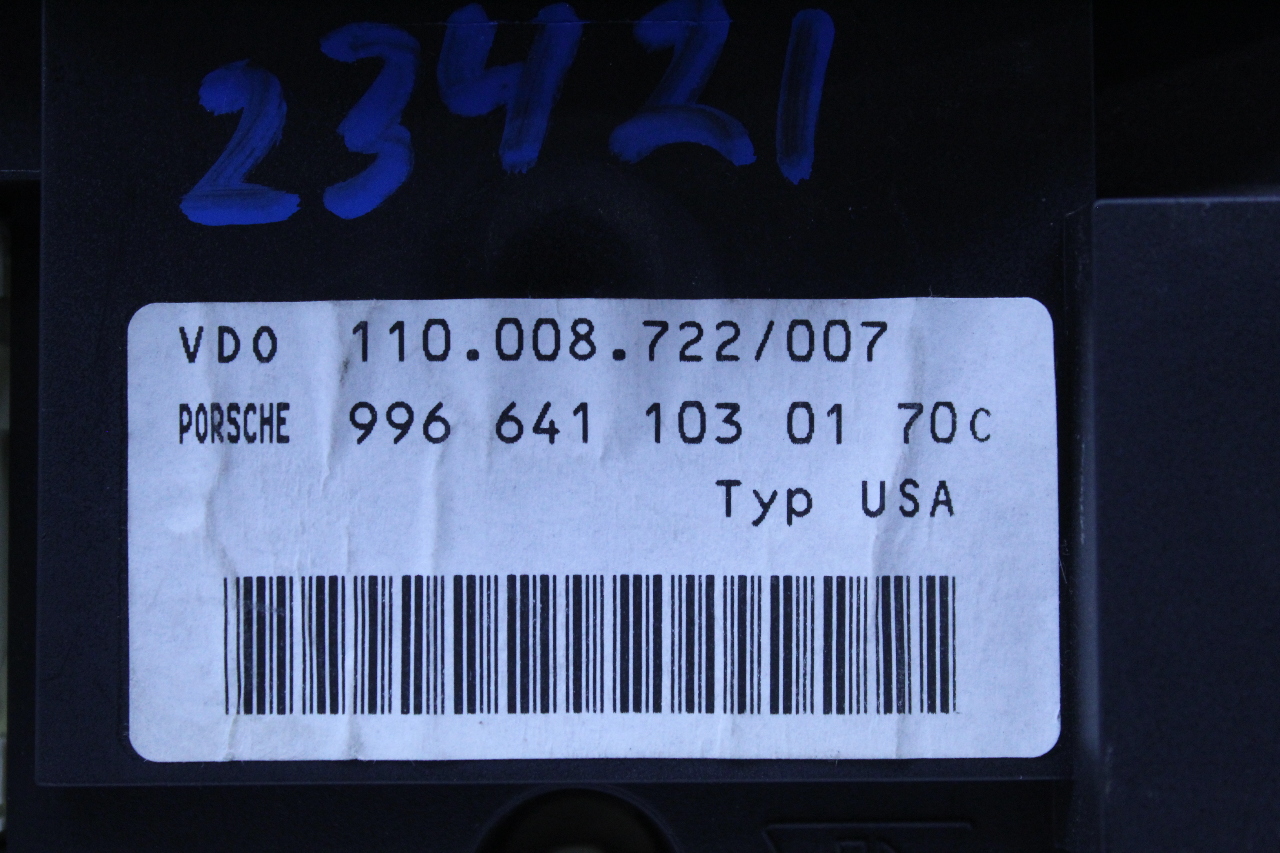 23421
VDO 110.008.722/007
PORSCHE 996 641 103 01 70C
Typ USA